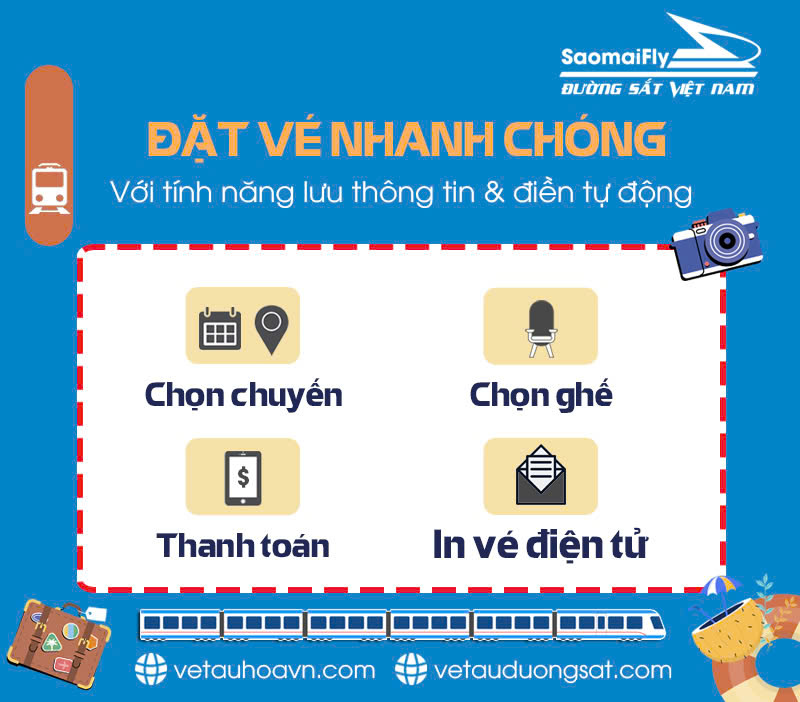 SaomaiFly
ĐƯỜNG SẮT VIỆT NAM
ĐẶT VÉ NHANH CHÓNG
Với tính năng lưu thông tin & điền tự động
Chọn chuyến
Chọn ghế
$
Thanh toán
In vé điện tử
vetauhoavn.com
vetauduongsat.com